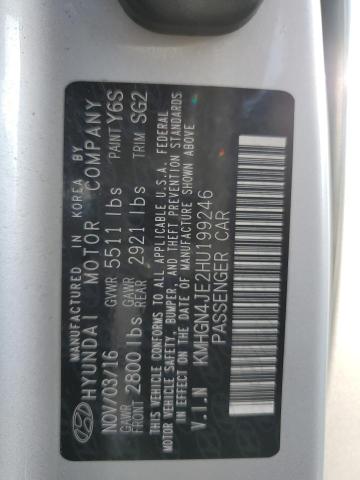 MANUFACTURED IN KOREA BY
HYUNDAI MOTOR COMPANY
NOV/03/16 GVWR 5511 lbs PAINT Y6S
GAWR FRONT 2800 lbs GAWR REAR 2921 lbs TRIM SG2
THIS VEHICLE CONFORMS TO ALL APPLICABLE U.S.A. FEDERAL
MOTOR VEHICLE SAFETY, BUMPER, AND THEFT PREVENTION STANDARDS
IN EFFECT ON THE DATE OF MANUFACTURE SHOWN ABOVE
V.I.N KMHGN4JE2HU199246
PASSENGER CAR